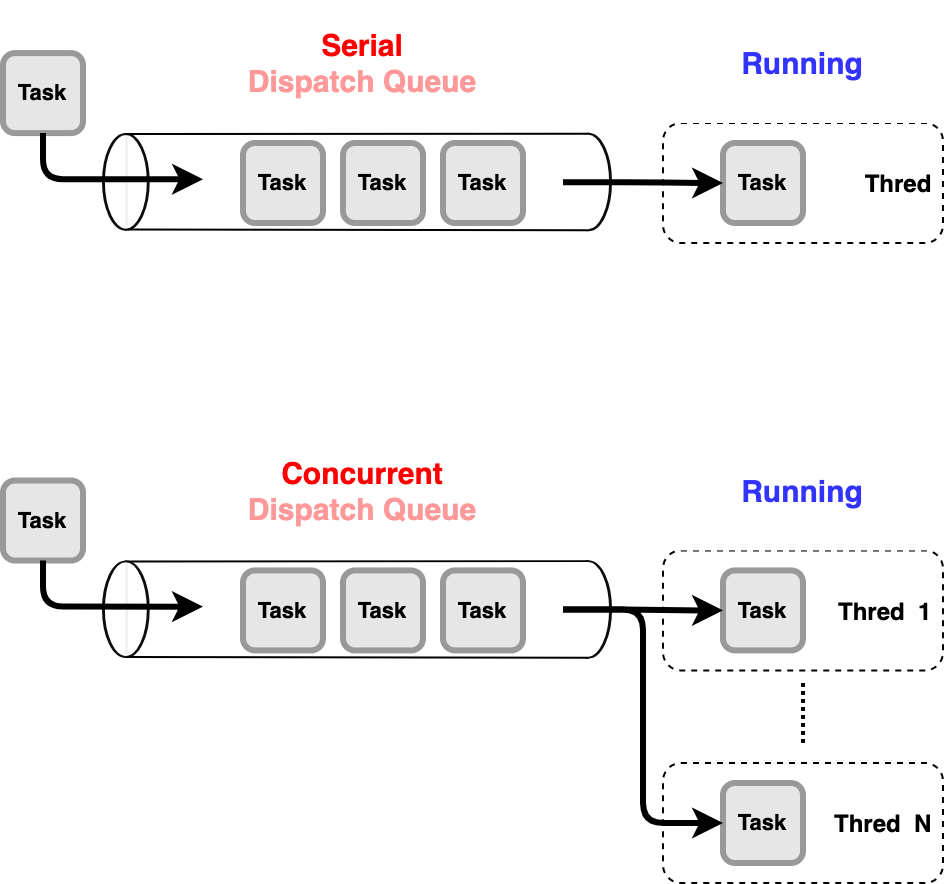 Serial
Dispatch Queue
Running
Task
Task Task Task
Task
Thred
Concurrent
Dispatch Queue
Running
Task
Task Task Task
Task
Thred 1
Task
Thred N